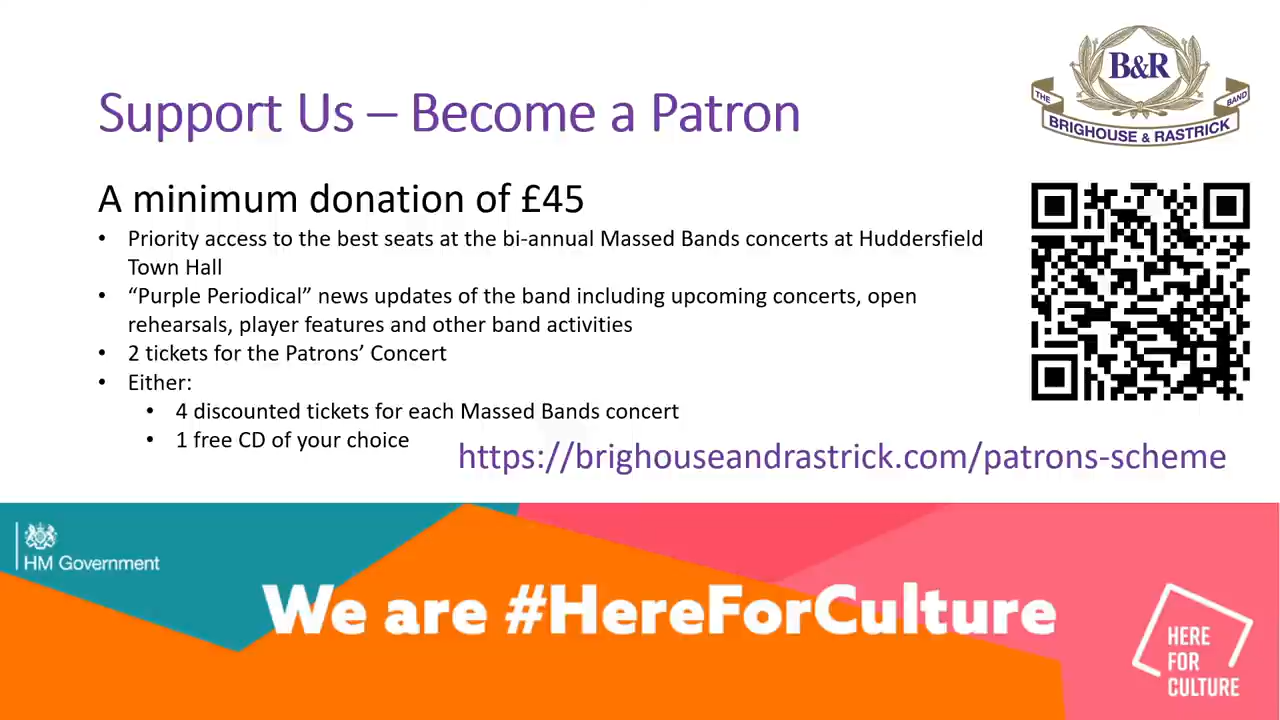 Support Us – Become a Patron
B&R
THE
BAND
BRIGHOUSE & RASTRICK
A minimum donation of £45
• Priority access to the best seats at the bi-annual Massed Bands concerts at Huddersfield
Town Hall
• “Purple Periodical” news updates of the band including upcoming concerts, open
rehearsals, player features and other band activities
• 2 tickets for the Patrons’ Concert
• Either:
• 4 discounted tickets for each Massed Bands concert
• 1 free CD of your choice
https://brighouseandrastrick.com/patrons-scheme
HM Government
We are #HereForCulture
HERE
FOR
CULTURE